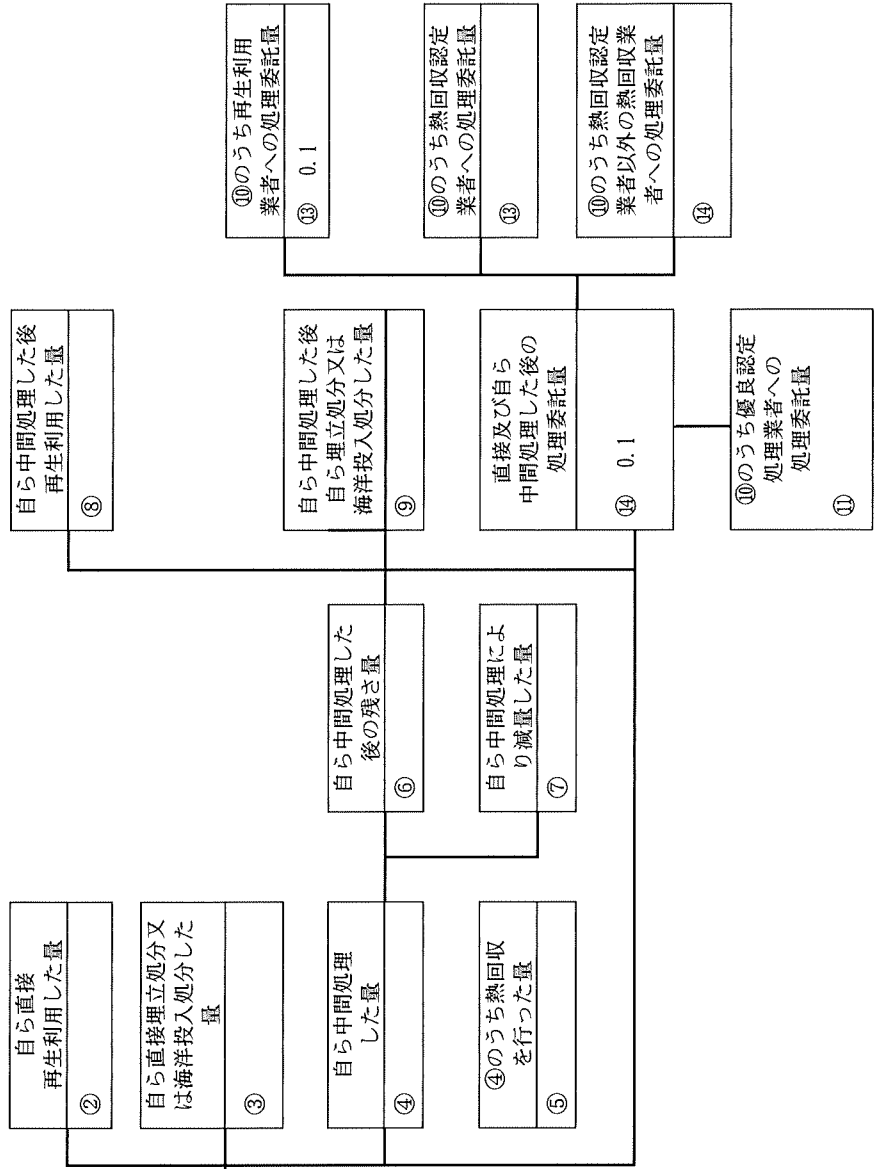 自ら直接
再生利用した量
②
自ら直接埋立処分又
は海洋投入処分した
量
③
自ら中間処理
した量
④
④のうち熱回収
を行った量
⑤
自ら中間処理した
後の残さ量
⑥
自ら中間処理によ
り減量した量
⑦
自ら中間処理した後
再生利用した量
⑧
自ら中間処理した後
自ら埋立処分又は
海洋投入処分した量
⑨
直接及び自ら
中間処理した後の
処理委託量
⑭ 0.1
⑩のうち優良認定
処理業者への
処理委託量
⑪
⑩のうち再生利用
業者への処理委託量
⑬ 0.1
⑩のうち熱回収認定
業者への処理委託量
⑬
⑩のうち熱回収認定
業者以外の熱回収業
者への処理委託量
⑭